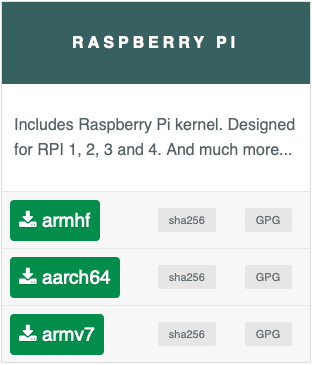 RASPBERRY PI
Includes Raspberry Pi kernel. Designed
for RPI 1, 2, 3 and 4. And much more...
armhf sha256 GPG
aarch64 sha256 GPG
armv7 sha256 GPG